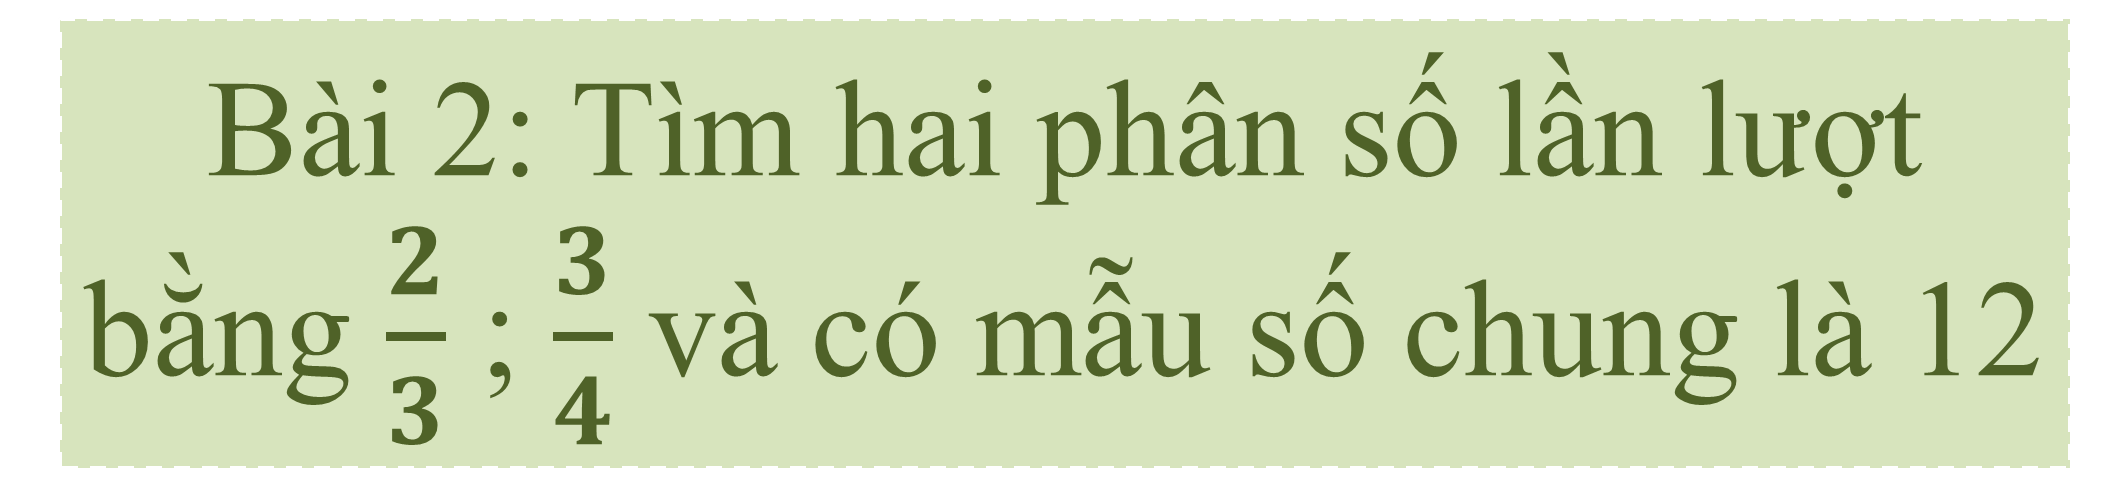 Bài 2: Tìm hai phân số lần lượt
bằng 2/3 ; 3/4 và có mẫu số chung là 12